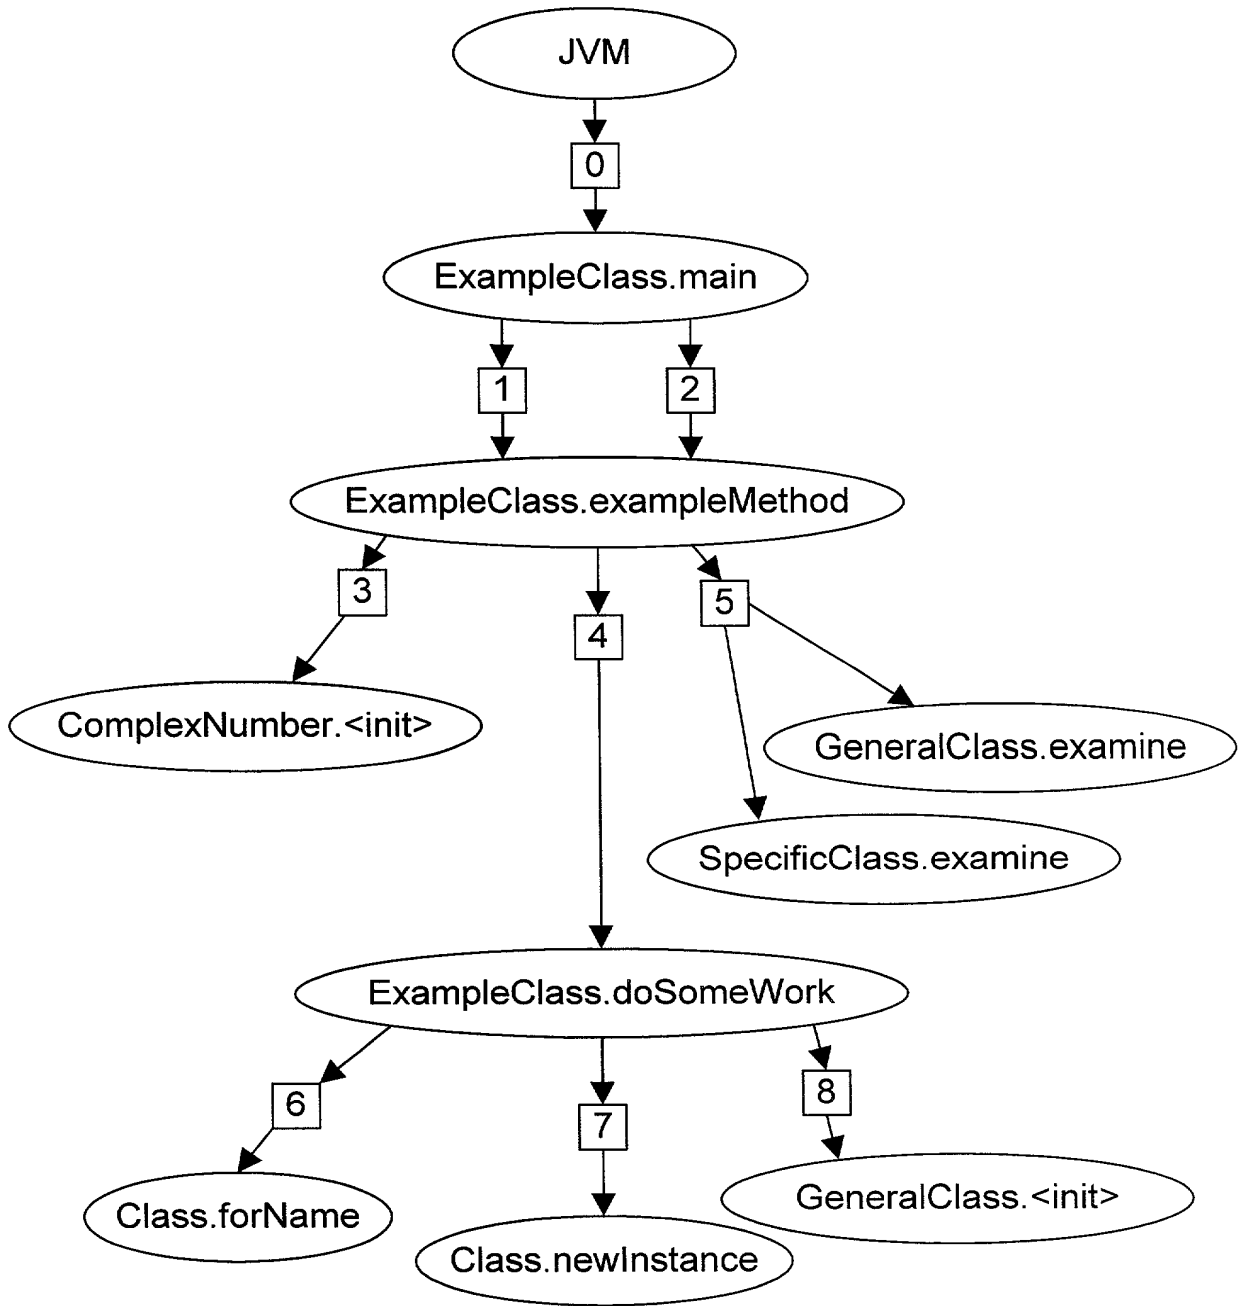 JVM
0
ExampleClass.main
1 2
ExampleClass.exampleMethod
3
5
4
ComplexNumber.<init>
GeneralClass.examine
SpecificClass.examine
ExampleClass.doSomeWork
6
7
8
Class.forName
GeneralClass.<init>
Class.newInstance